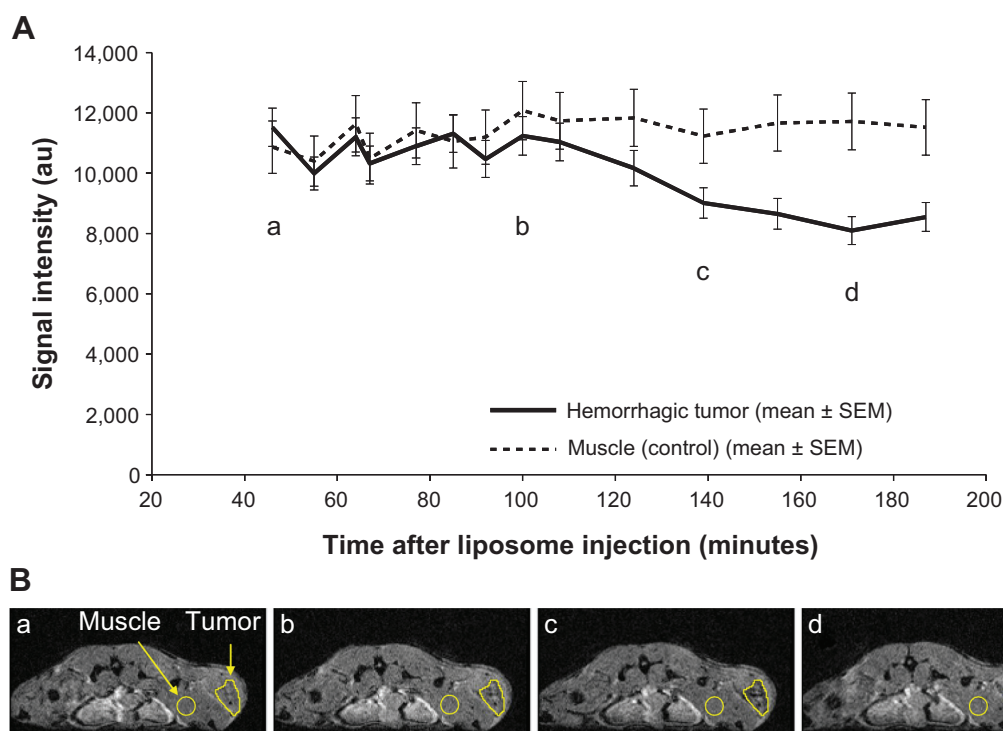 A
14,000
12,000
10,000
8,000
6,000
4,000
2,000
0
Signal intensity (au)
a
b
c
d
Hemorrhagic tumor (mean ± SEM)
Muscle (control) (mean ± SEM)
20 40 60 80 100 120 140 160 180 200
Time after liposome injection (minutes)
B
a Muscle Tumor b c d